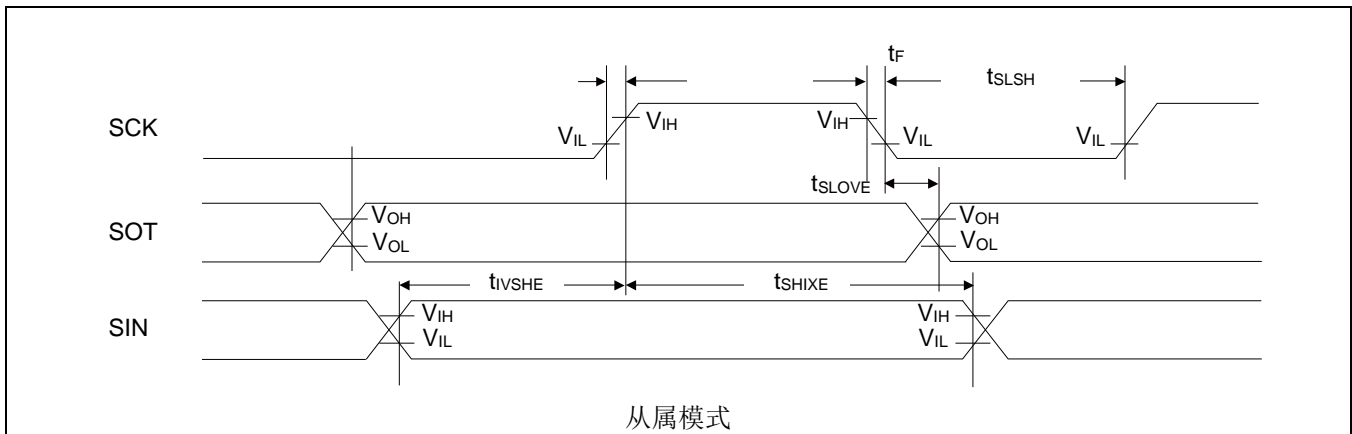 tF
tSLSH
SCK
VIH
VIH
VIL
VIL
VIL
tSLOVE
SOT
VOH
VOH
VOL
VOL
tIVSHE
tSHIXE
SIN
VIH
VIH
VIL
VIL
从属模式